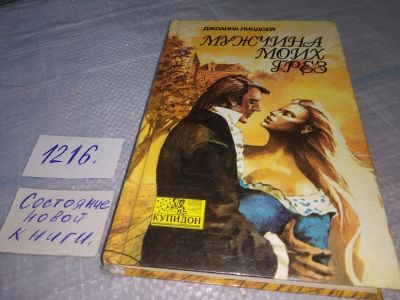 ДЖОАННА ЛИНДСЕЙ
МУЖЧИНА
МОИХ
ГРЕЗ
КУПИДОН
1216.
Состояние
новой
книги.